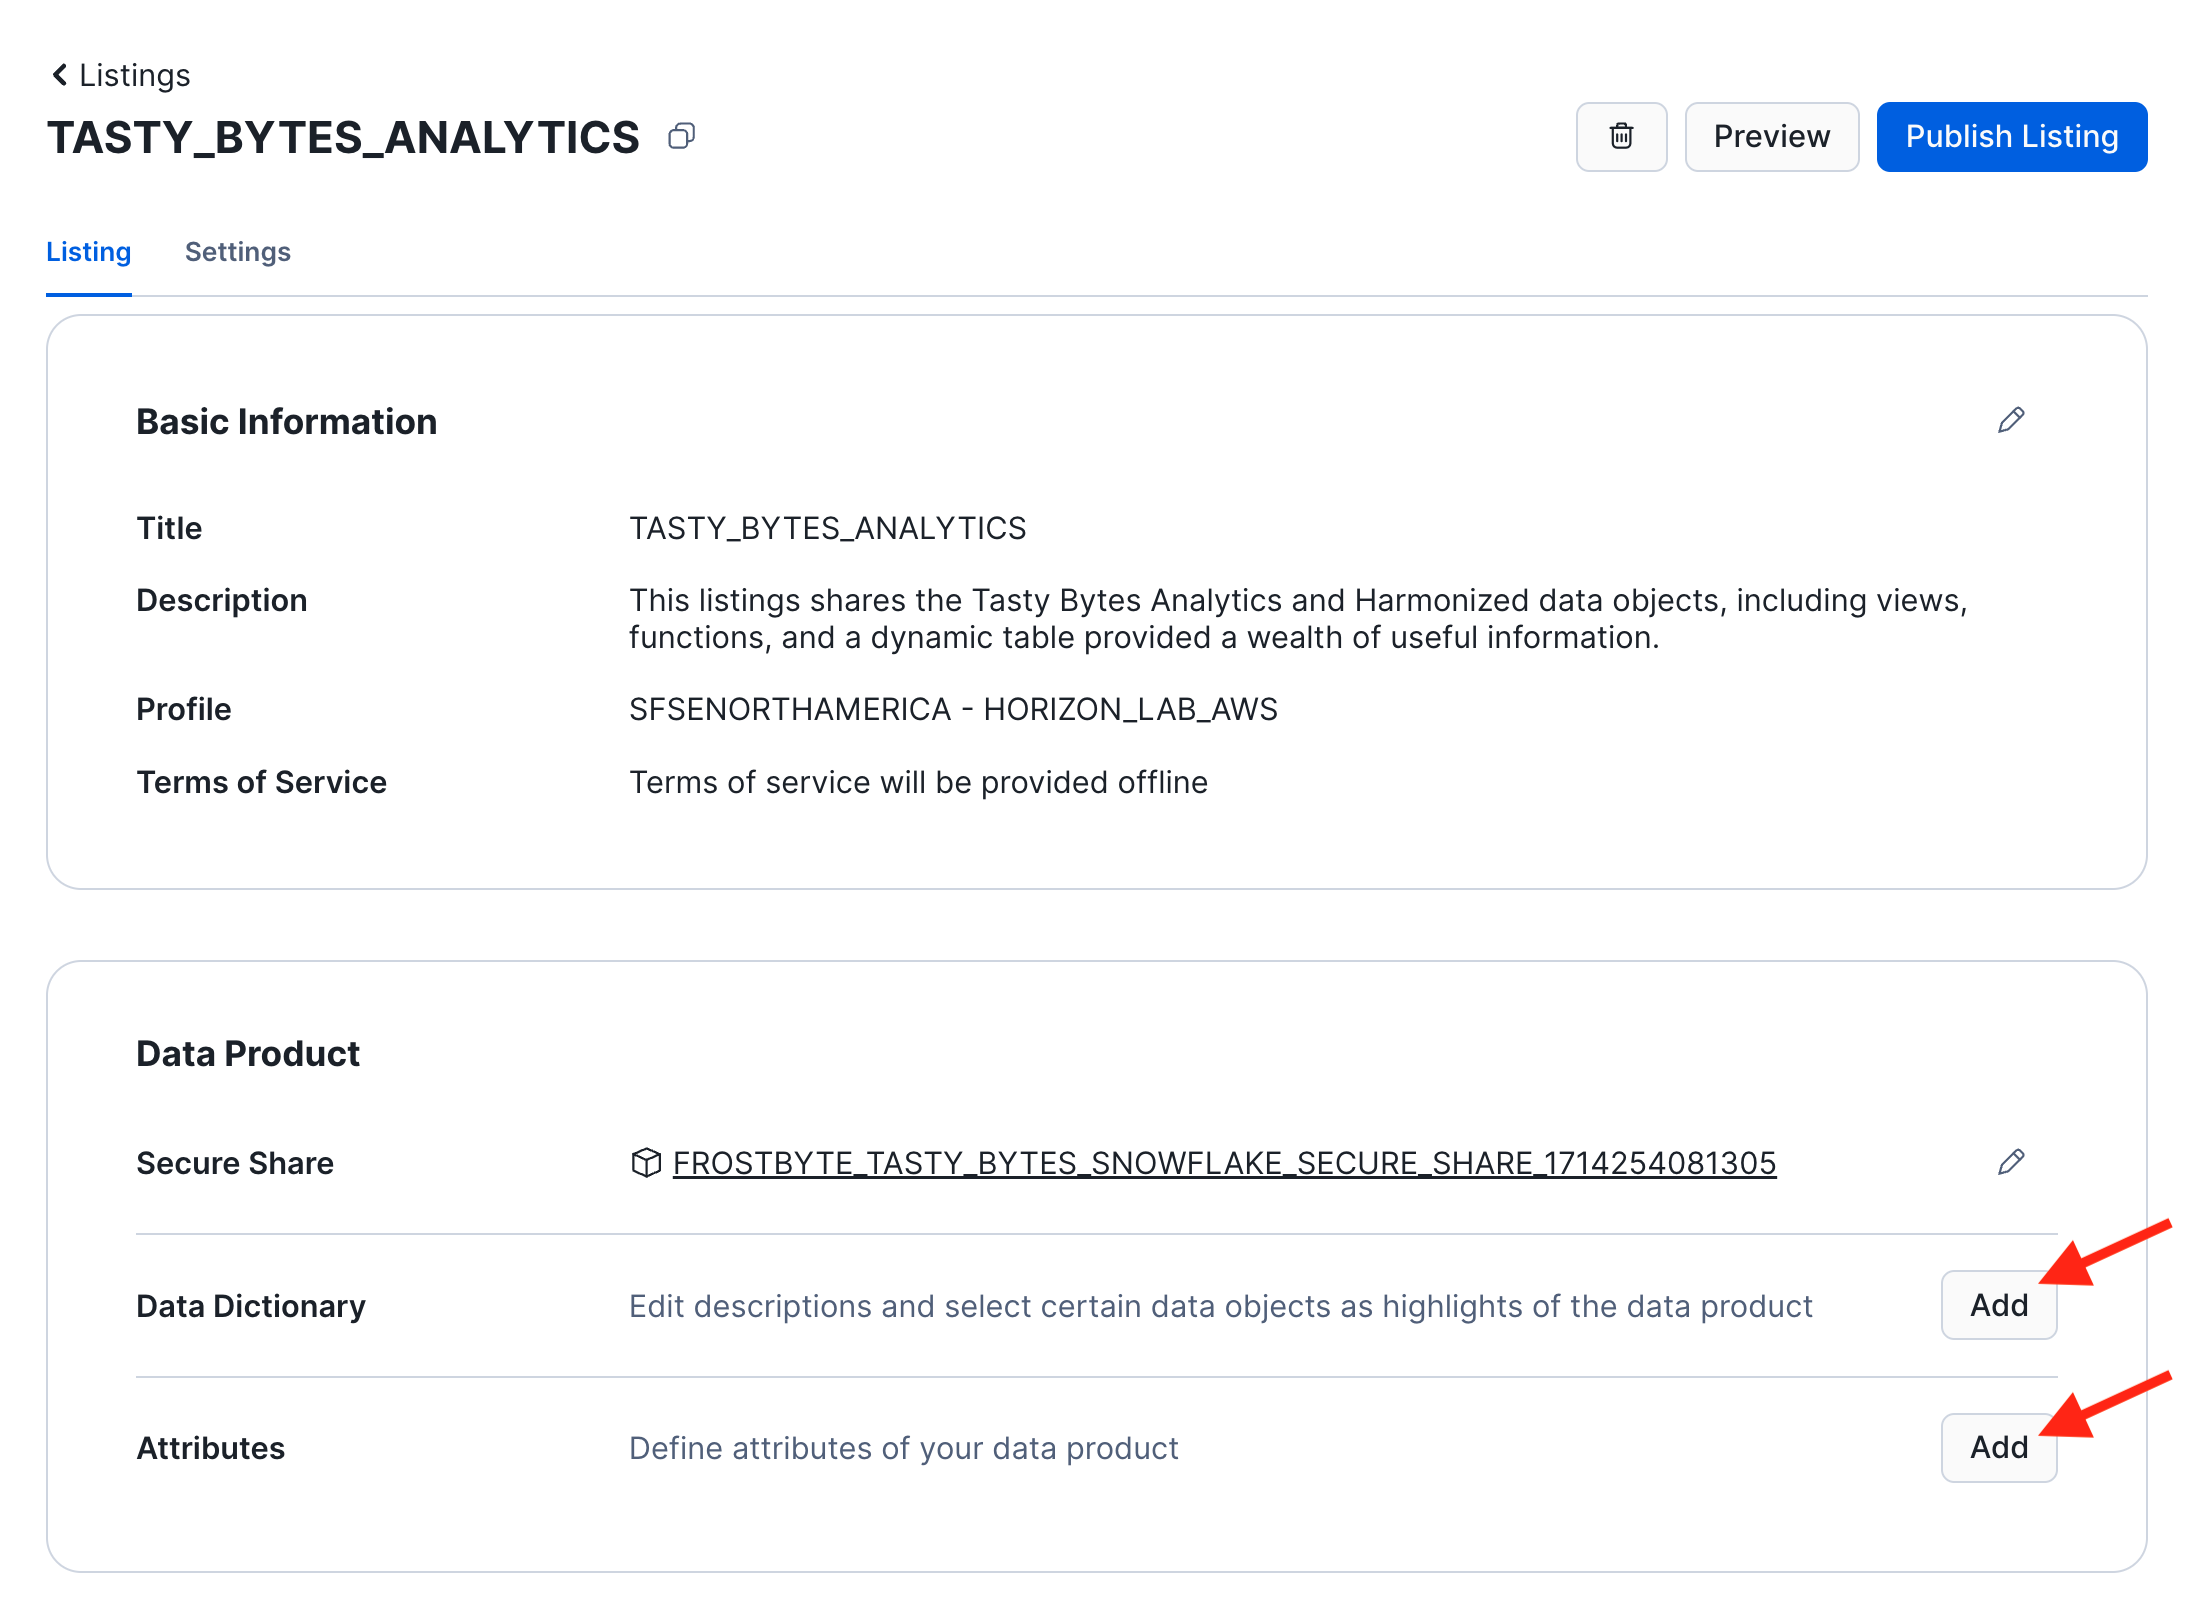 Listings
TASTY_BYTES_ANALYTICS
Preview
Publish Listing
Listing
Settings
Basic Information
Title
TASTY_BYTES_ANALYTICS
Description
This listings shares the Tasty Bytes Analytics and Harmonized data objects, including views,
functions, and a dynamic table provided a wealth of useful information.
Profile
SFSENORTHAMERICA - HORIZON_LAB_AWS
Terms of Service
Terms of service will be provided offline
Data Product
Secure Share
FROSTBYTE_TASTY_BYTES_SNOWFLAKE_SECURE_SHARE_1714254081305
Data Dictionary
Edit descriptions and select certain data objects as highlights of the data product
Add
Attributes
Define attributes of your data product
Add